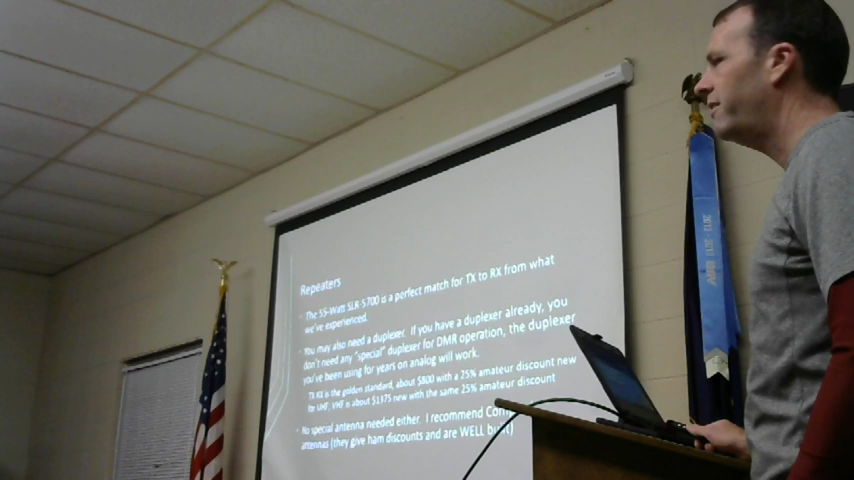 Repeaters
The 55-Watt SLR-5700 is a perfect match for TX to RX from what
we've experienced.
You may also need a duplexer. If you have a duplexer already, you
don't need any "special" duplexer for DMR operation, the duplexer
you've been using for years on analog will work.
TX RX is the golden standard, about $800 with a 25% amateur discount new
for UHF; VHF is about $1375 new with the same 25% amateur discount
No special antenna needed either. I recommend
antennas (they give ham discounts and are WELL built)